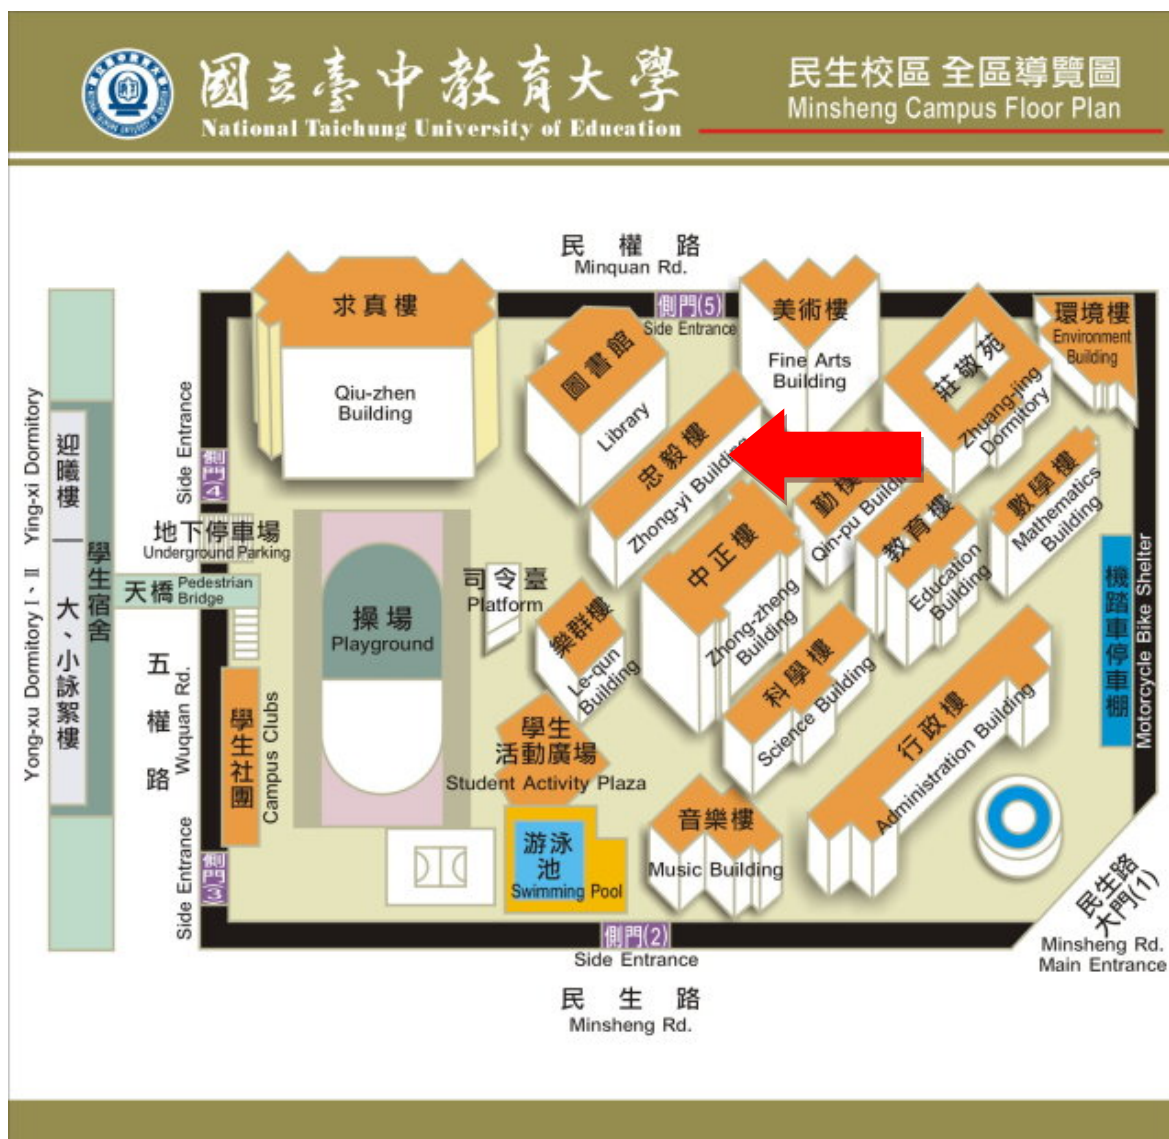 國立臺中教育大學
National Taichung University of Education
民生校區 全區導覽圖
Minsheng Campus Floor Plan
民權路
Minquan Rd.
求真樓
Qiu-zhen
Building
圖書館
Library
側門(5)
Side Entrance
美術樓
Fine Arts
Building
莊敬苑
Zhuang-jing
Dormitory
環境樓
Environment
Building
忠毅樓
Zhong-yi Building
勤
Qin-pu Building
教育樓
Education
Building
數學樓
Mathematics
Building
中正樓
Zhong-zheng
Building
Side Entrance
側門4
地下停車場
Underground Parking
天橋
Pedestrian
Bridge
迎曦樓
大、小詠絮樓
學生宿舍
Yong-xu Dormitory I、II Ying-xi Dormitory
五權路
Wuquan Rd.
操場
Playground
司令臺
Platform
樂群樓
Le-qun
Building
科學樓
Science Building
行政樓
Administration Building
機踏車停車棚
Motorcycle Bike Shelter
學生社團
Campus Clubs
學生
活動廣場
Student Activity Plaza
游泳
池
Swimming Pool
音樂樓
Music Building
Side Entrance
側門(3)
側門(2)
Side Entrance
民生路
大門(1)
Minsheng Rd.
Main Entrance
民生路
Minsheng Rd.